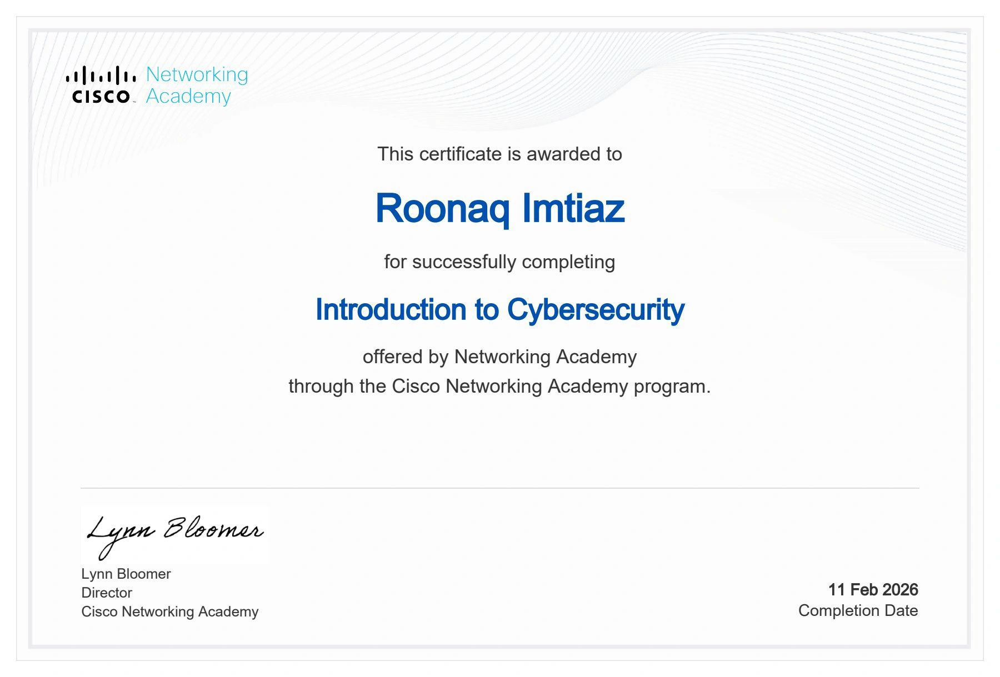 Networking
CISCO™ Academy
This certificate is awarded to
Roonaq Imtiaz
for successfully completing
Introduction to Cybersecurity
offered by Networking Academy
through the Cisco Networking Academy program.
Lynn Bloomer
Lynn Bloomer
Director
Cisco Networking Academy
11 Feb 2026
Completion Date